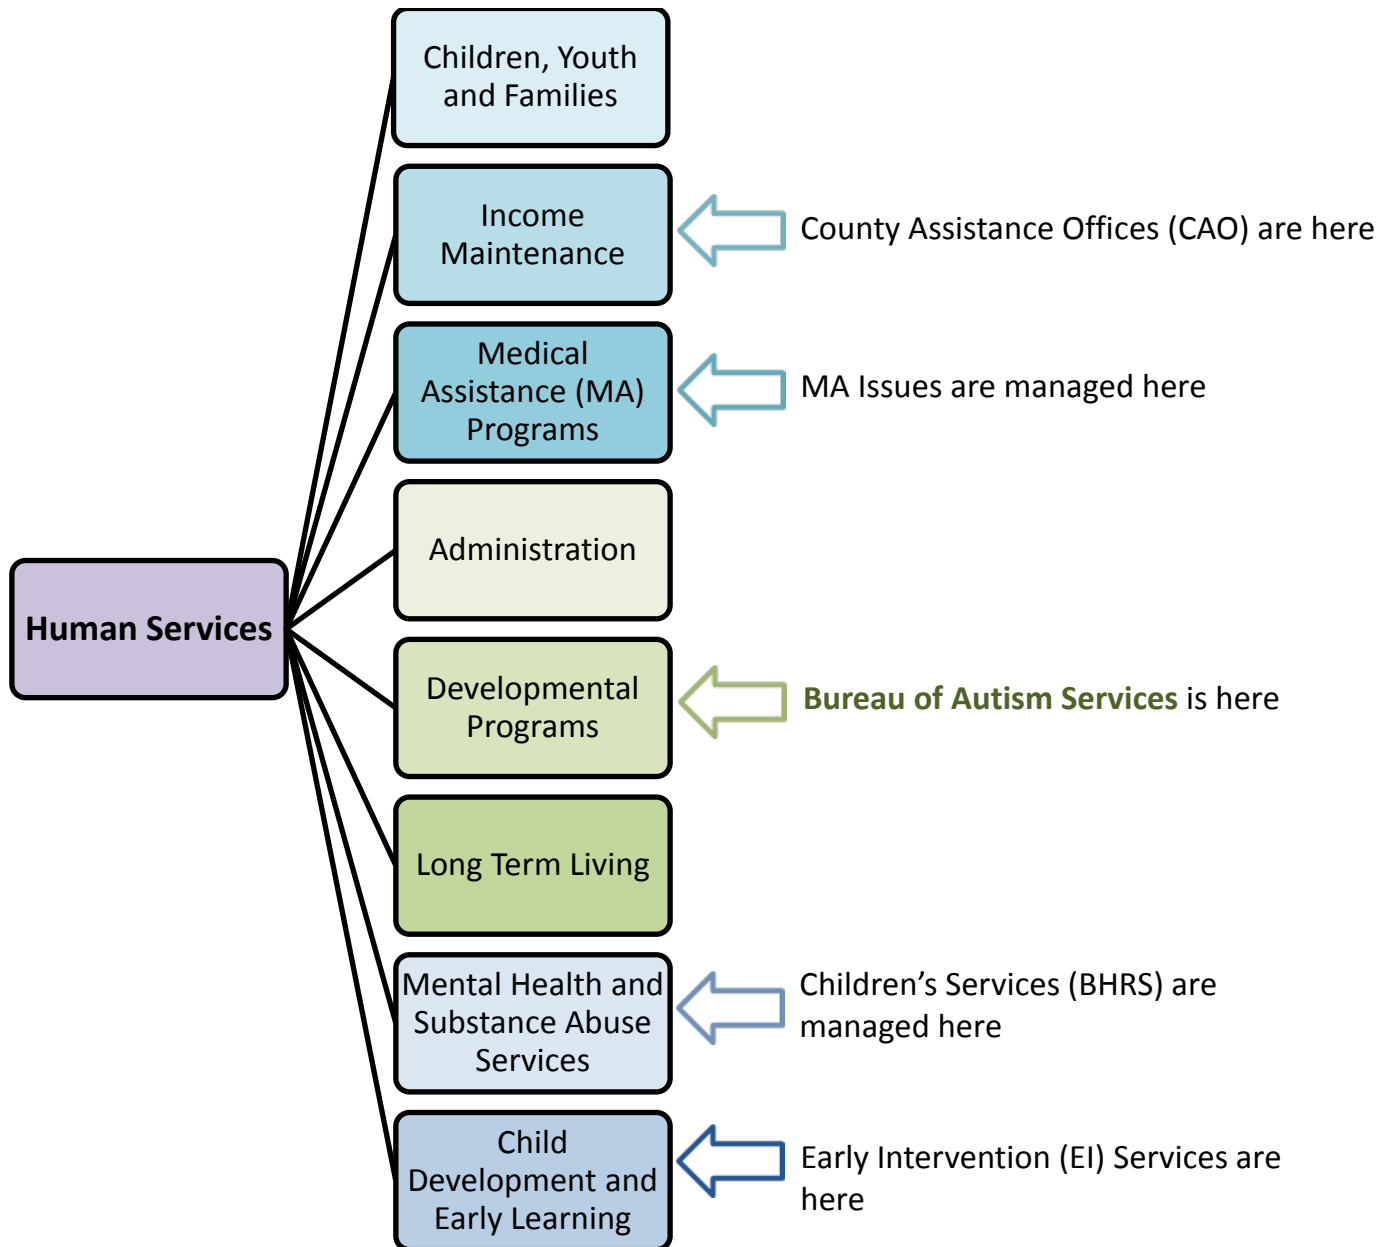 Children, Youth
and Families
Income
Maintenance
County Assistance Offices (CAO) are here
Medical
Assistance (MA)
Programs
MA Issues are managed here
Administration
Human Services
Developmental
Programs
Bureau of Autism Services is here
Long Term Living
Mental Health and
Substance Abuse
Services
Children’s Services (BHRS) are
managed here
Child
Development and
Early Learning
Early Intervention (EI) Services are
here